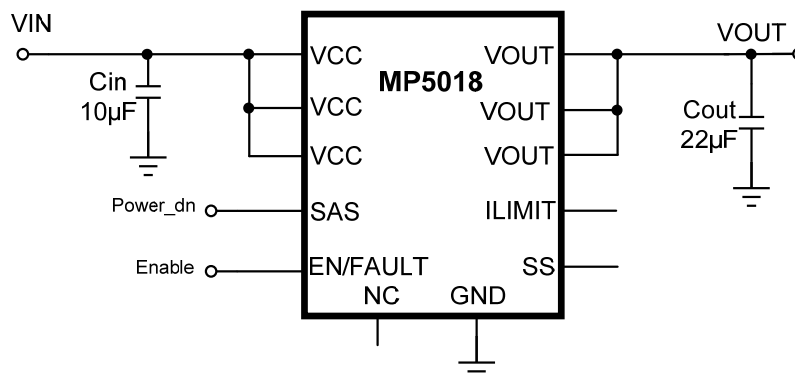 VIN
VOUT
VCC
VOUT
MP5018
Cin
10µF
VCC
VOUT
Cout
22µF
VCC
VOUT
Power_dn
SAS
ILIMIT
Enable
EN/FAULT
SS
NC
GND